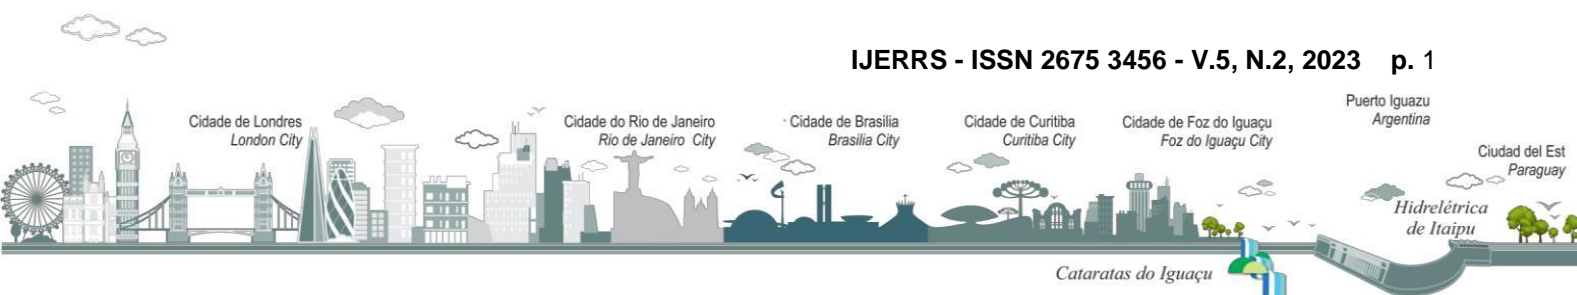 IJERRS - ISSN 2675 3456 - V.5, N.2, 2023 p. 1
Cidade de Londres
London City
Cidade do Rio de Janeiro
Rio de Janeiro City
Cidade de Brasilia
Brasilia City
Cidade de Curitiba
Curitiba City
Cidade de Foz do Iguaçu
Foz do Iguaçu City
Puerto Iguazu
Argentina
Ciudad del Est
Paraguay
Hidrelétrica
de Itaipu
Cataratas do Iguaçu